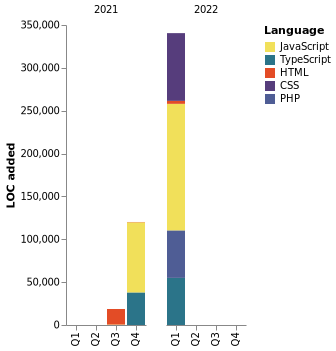 2021 2022
350,000
300,000
250,000
200,000
150,000
100,000
50,000
0
LOC added
Q1 Q2 Q3 Q4 Q1 Q2 Q3 Q4
Language
JavaScript
TypeScript
HTML
CSS
PHP